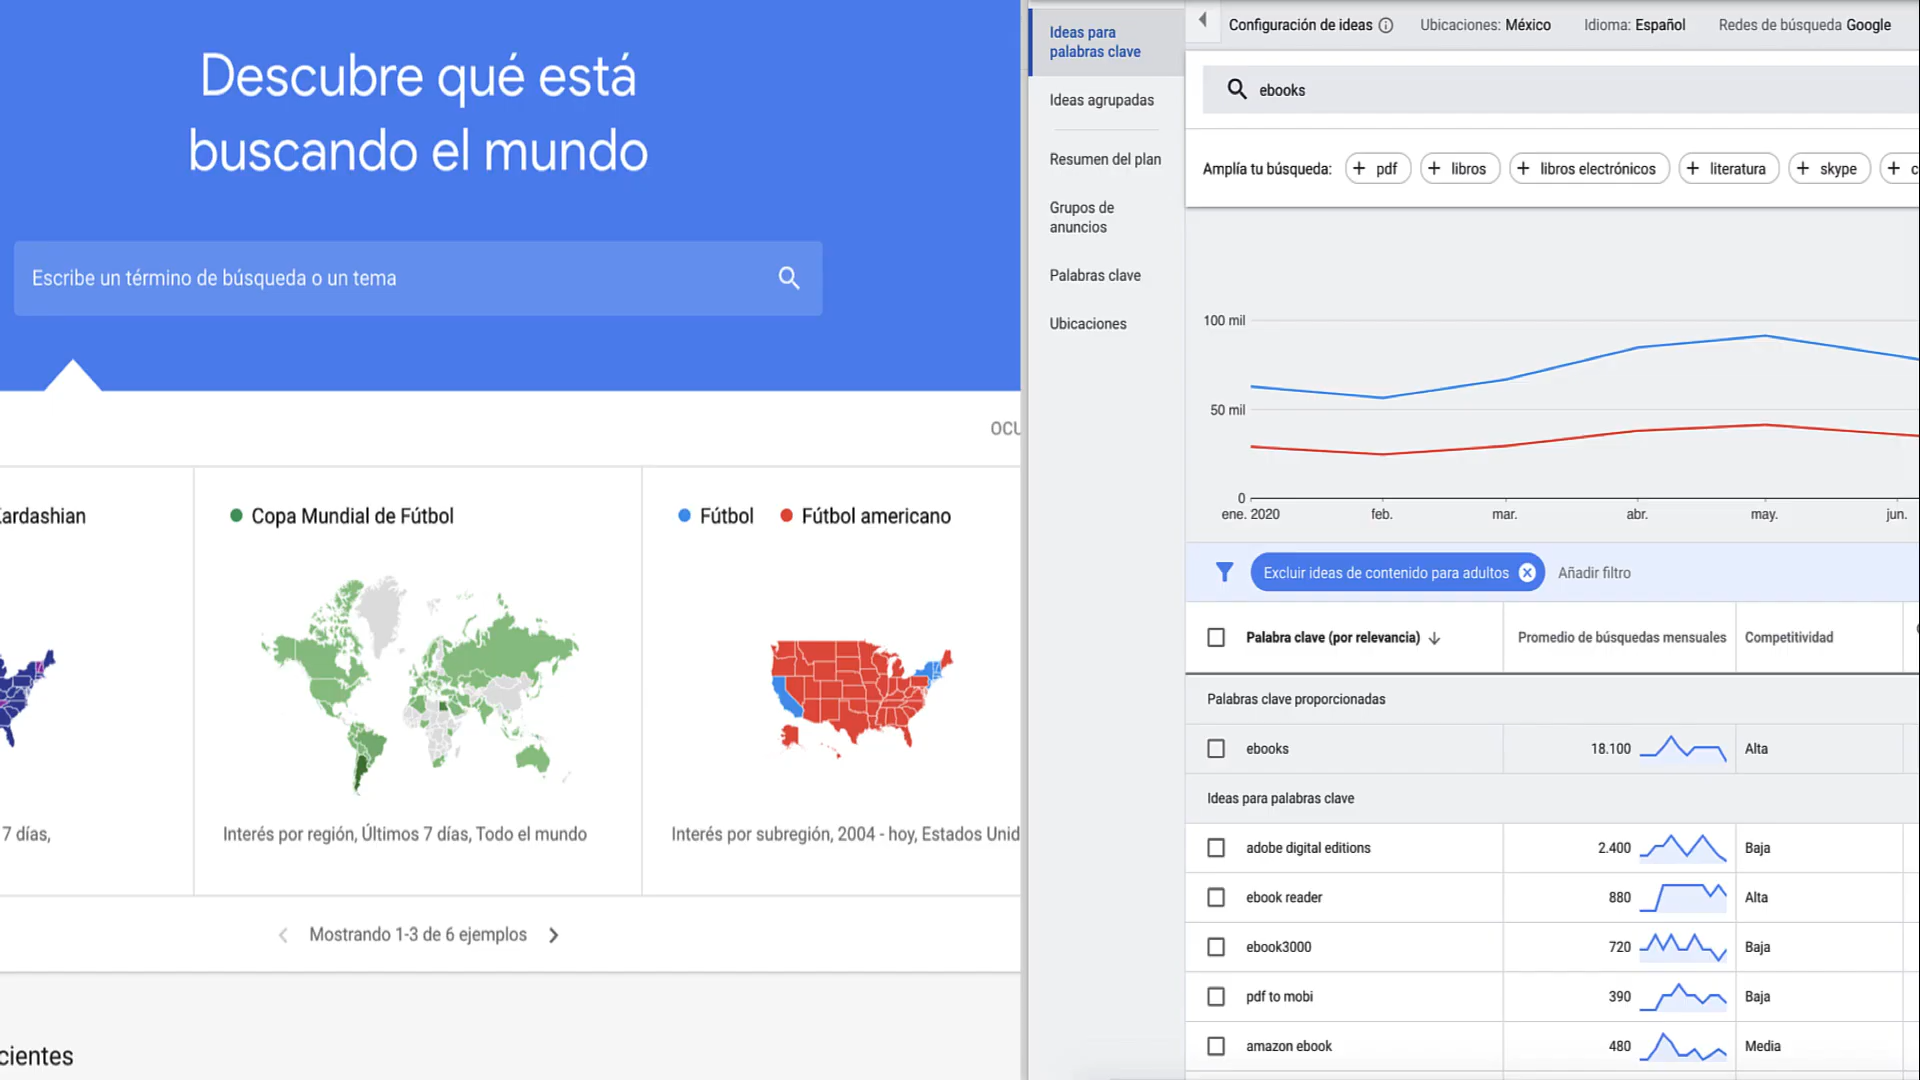 Descubre qué está
buscando el mundo
Escribe un término de búsqueda o un tema
OCU
ardashian
Copa Mundial de Fútbol
Fútbol
Fútbol americano
7 días,
Interés por región, Últimos 7 días, Todo el mundo
Interés por subregión, 2004 - hoy, Estados Unid
Mostrando 1-3 de 6 ejemplos
cientes
Ideas para
palabras clave
Ideas agrupadas
Resumen del plan
Grupos de
anuncios
Palabras clave
Ubicaciones
Configuración de ideas
Ubicaciones: México
Idioma: Español
Redes de búsqueda Google
ebooks
Amplía tu búsqueda:
+ pdf
+ libros
+ libros electrónicos
+ literatura
+ skype
+ c
100 mil
50 mil
0
ene. 2020
feb.
mar.
abr.
may.
jun.
Excluir ideas de contenido para adultos
Añadir filtro
Palabra clave (por relevancia)
Promedio de búsquedas mensuales
Competitividad
Palabras clave proporcionadas
ebooks 18.100 Alta
Ideas para palabras clave
adobe digital editions 2.400 Baja
ebook reader 880 Alta
ebook3000 720 Baja
pdf to mobi 390 Baja
amazon ebook 480 Media